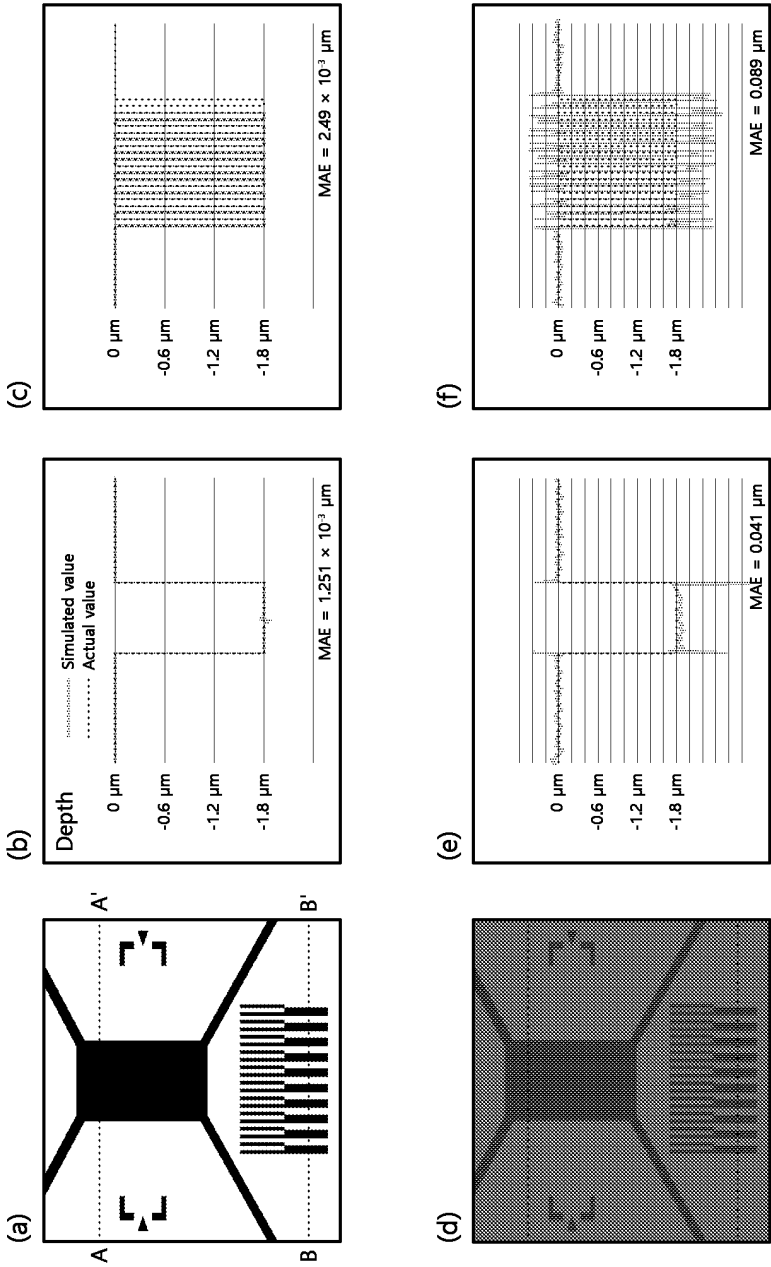 (a)
A
A'
B
B'
(b)
Depth
Simulated value
Actual value
0 µm
-0.6 µm
-1.2 µm
-1.8 µm
MAE = 1.251 × 10⁻³ µm
(c)
0 µm
-0.6 µm
-1.2 µm
-1.8 µm
MAE = 2.49 × 10⁻³ µm
(d)
(e)
0 µm
-0.6 µm
-1.2 µm
-1.8 µm
MAE = 0.041 µm
(f)
0 µm
-0.6 µm
-1.2 µm
-1.8 µm
MAE = 0.089 µm